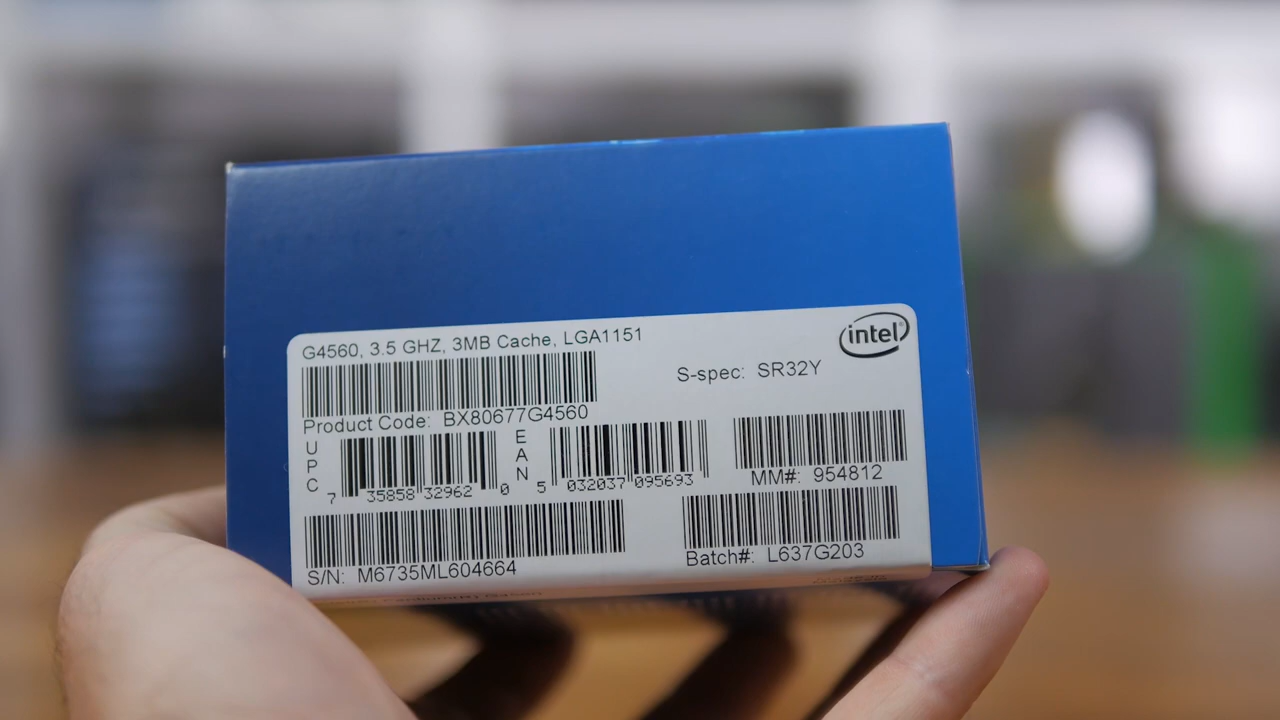 G4560, 3.5 GHZ, 3MB Cache, LGA1151
intel®
S-spec: SR32Y
Product Code: BX80677G4560
UPC
7 35858 32962 0
EAN
5 032037 095693
MM#: 954812
S/N: M6735ML604664
Batch#: L637G203